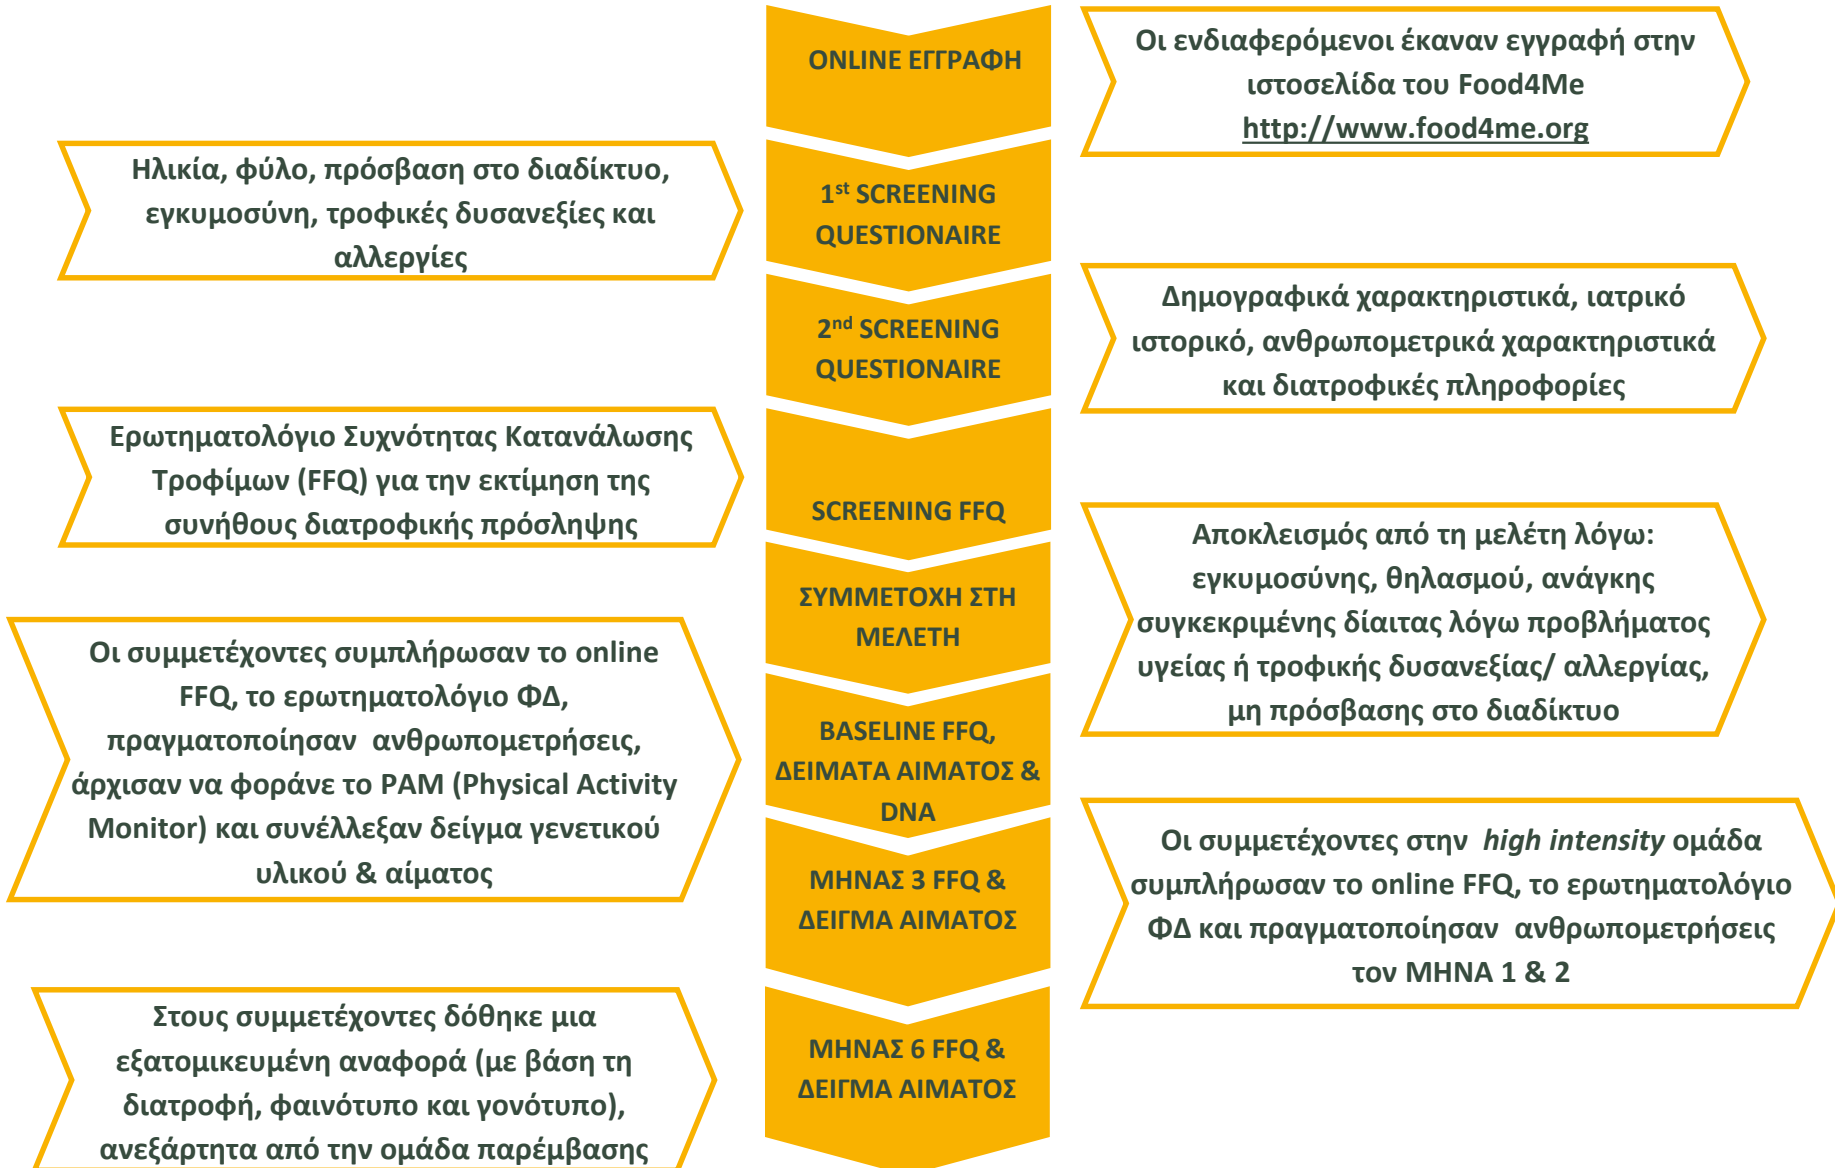 ONLINE ΕΓΓΡΑΦΗ
Οι ενδιαφερόμενοι έκαναν εγγραφή στην
ιστοσελίδα του Food4Me
http://www.food4me.org
Ηλικία, φύλο, πρόσβαση στο διαδίκτυο,
εγκυμοσύνη, τροφικές δυσανεξίες και
αλλεργίες
1st SCREENING
QUESTIONAIRE
2nd SCREENING
QUESTIONAIRE
Δημογραφικά χαρακτηριστικά, ιατρικό
ιστορικό, ανθρωπομετρικά χαρακτηριστικά
και διατροφικές πληροφορίες
Ερωτηματολόγιο Συχνότητας Κατανάλωσης
Τροφίμων (FFQ) για την εκτίμηση της
συνήθους διατροφικής πρόσληψης
SCREENING FFQ
ΣΥΜΜΕΤΟΧΗ ΣΤΗ
ΜΕΛΕΤΗ
Αποκλεισμός από τη μελέτη λόγω:
εγκυμοσύνης, θηλασμού, ανάγκης
συγκεκριμένης δίαιτας λόγω προβλήματος
υγείας ή τροφικής δυσανεξίας/ αλλεργίας,
μη πρόσβασης στο διαδίκτυο
Οι συμμετέχοντες συμπλήρωσαν το online
FFQ, το ερωτηματολόγιο ΦΔ,
πραγματοποίησαν ανθρωπομετρήσεις,
άρχισαν να φοράνε το PAM (Physical Activity
Monitor) και συνέλλεξαν δείγμα γενετικού
υλικού & αίματος
BASELINE FFQ,
ΔΕΙΜΑΤΑ ΑΙΜΑΤΟΣ &
DNA
ΜΗΝΑΣ 3 FFQ &
ΔΕΙΓΜΑ ΑΙΜΑΤΟΣ
Οι συμμετέχοντες στην high intensity ομάδα
συμπλήρωσαν το online FFQ, το ερωτηματολόγιο
ΦΔ και πραγματοποίησαν ανθρωπομετρήσεις
τον ΜΗΝΑ 1 & 2
Στους συμμετέχοντες δόθηκε μια
εξατομικευμένη αναφορά (με βάση τη
διατροφή, φαινότυπο και γονότυπο),
ανεξάρτητα από την ομάδα παρέμβασης
ΜΗΝΑΣ 6 FFQ &
ΔΕΙΓΜΑ ΑΙΜΑΤΟΣ